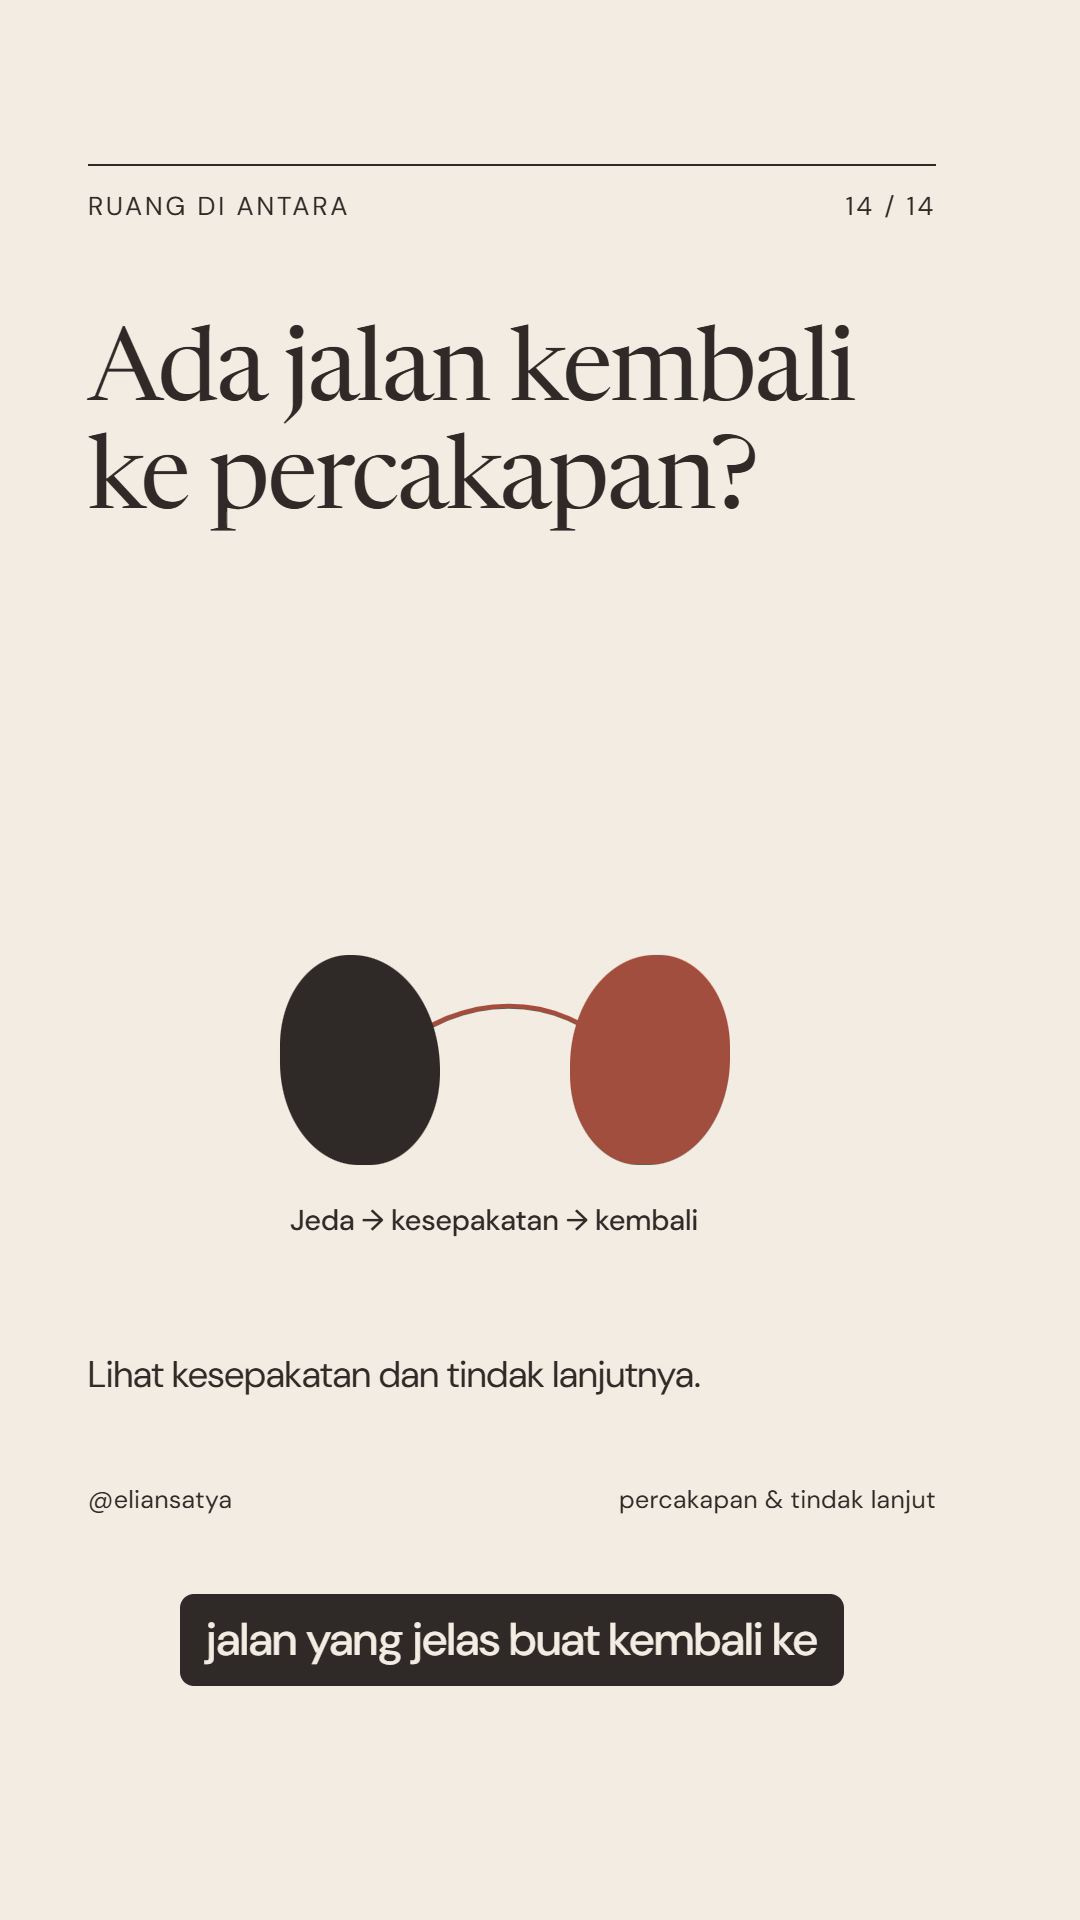 RUANG DI ANTARA
14 / 14
Ada jalan kembali
ke percakapan?
Jeda → kesepakatan → kembali
Lihat kesepakatan dan tindak lanjutnya.
@eliansatya
percakapan & tindak lanjut
jalan yang jelas buat kembali ke